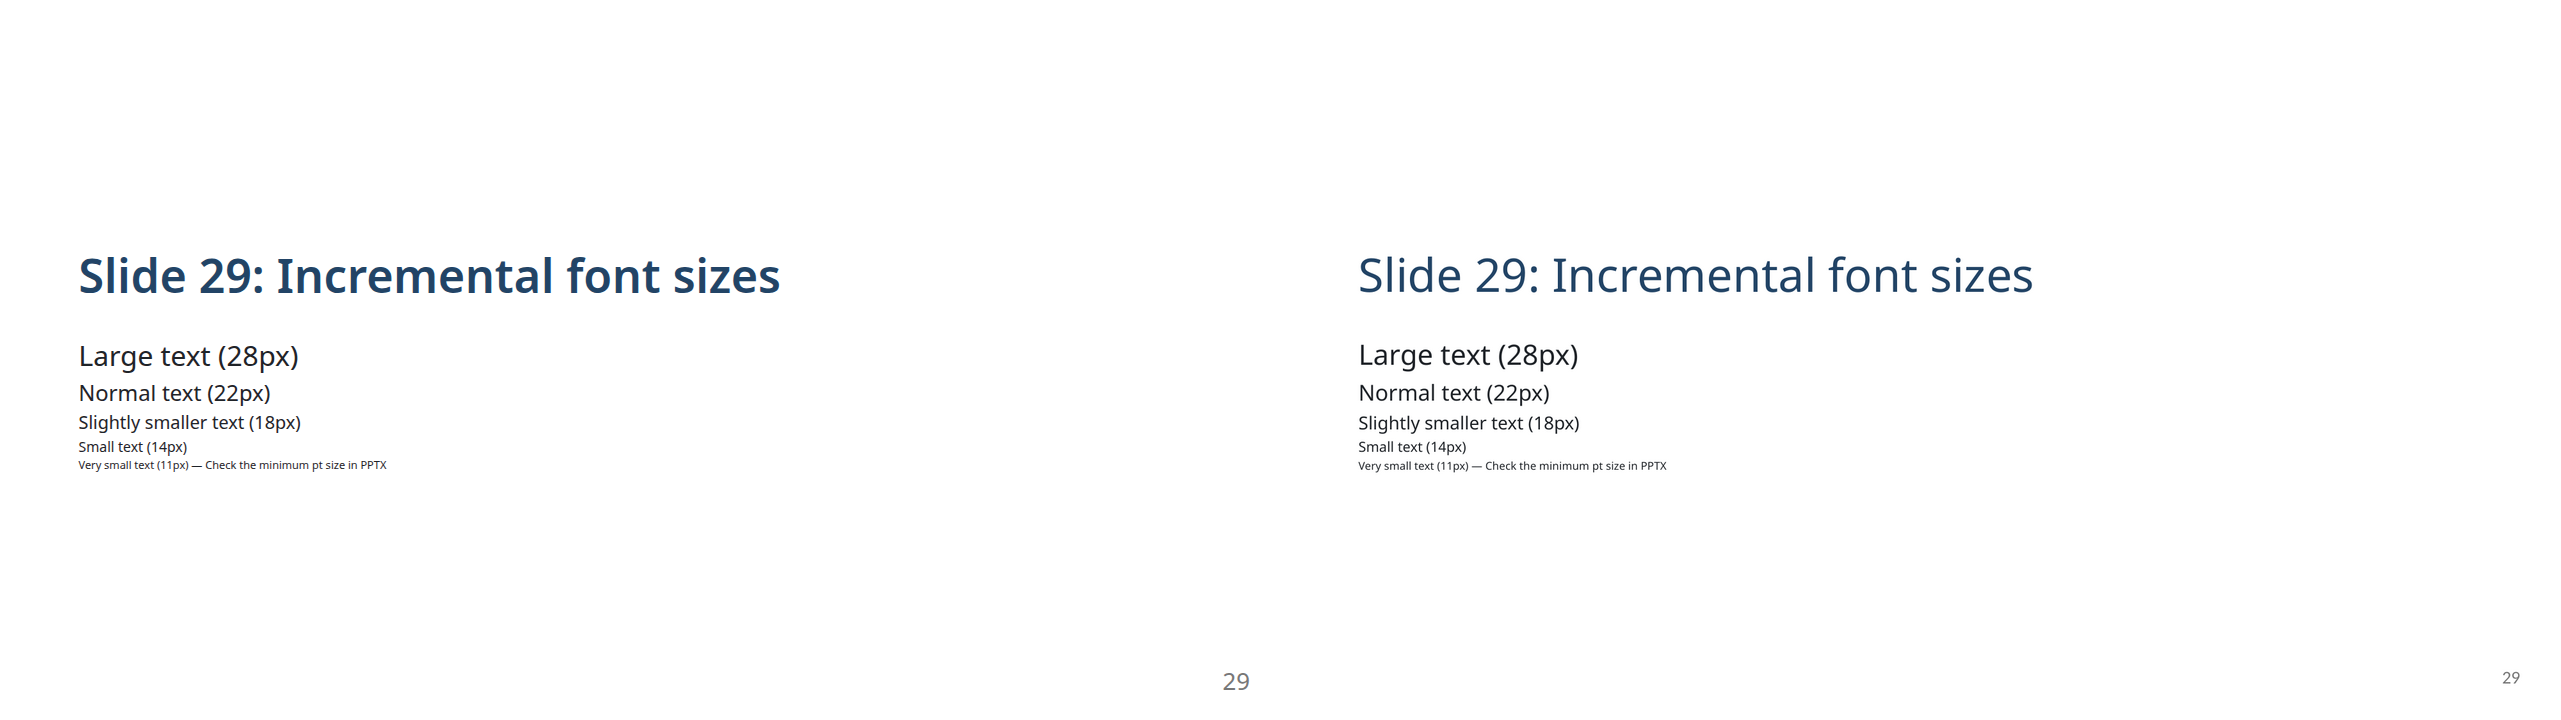 Slide 29: Incremental font sizes
Large text (28px)
Normal text (22px)
Slightly smaller text (18px)
Small text (14px)
Very small text (11px) — Check the minimum pt size in PPTX
29
Slide 29: Incremental font sizes
Large text (28px)
Normal text (22px)
Slightly smaller text (18px)
Small text (14px)
Very small text (11px) — Check the minimum pt size in PPTX
29